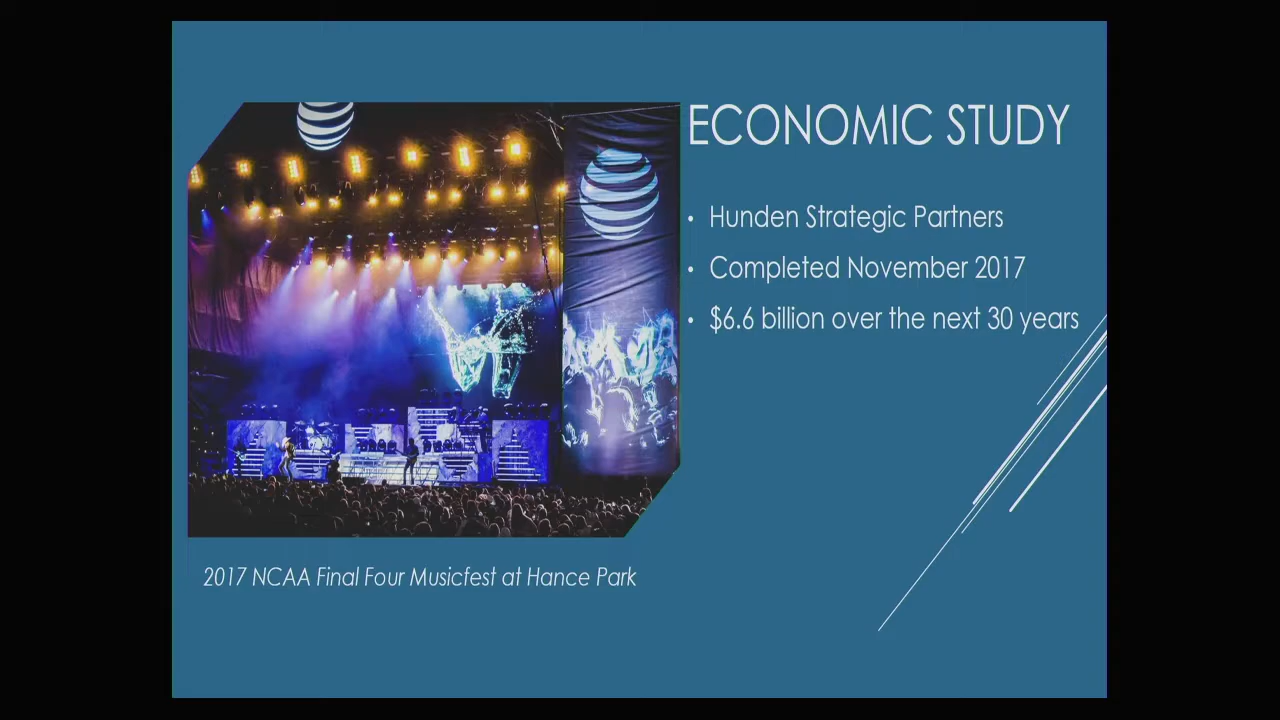 ECONOMIC STUDY
• Hunden Strategic Partners
• Completed November 2017
• $6.6 billion over the next 30 years
2017 NCAA Final Four Musicfest at Hance Park